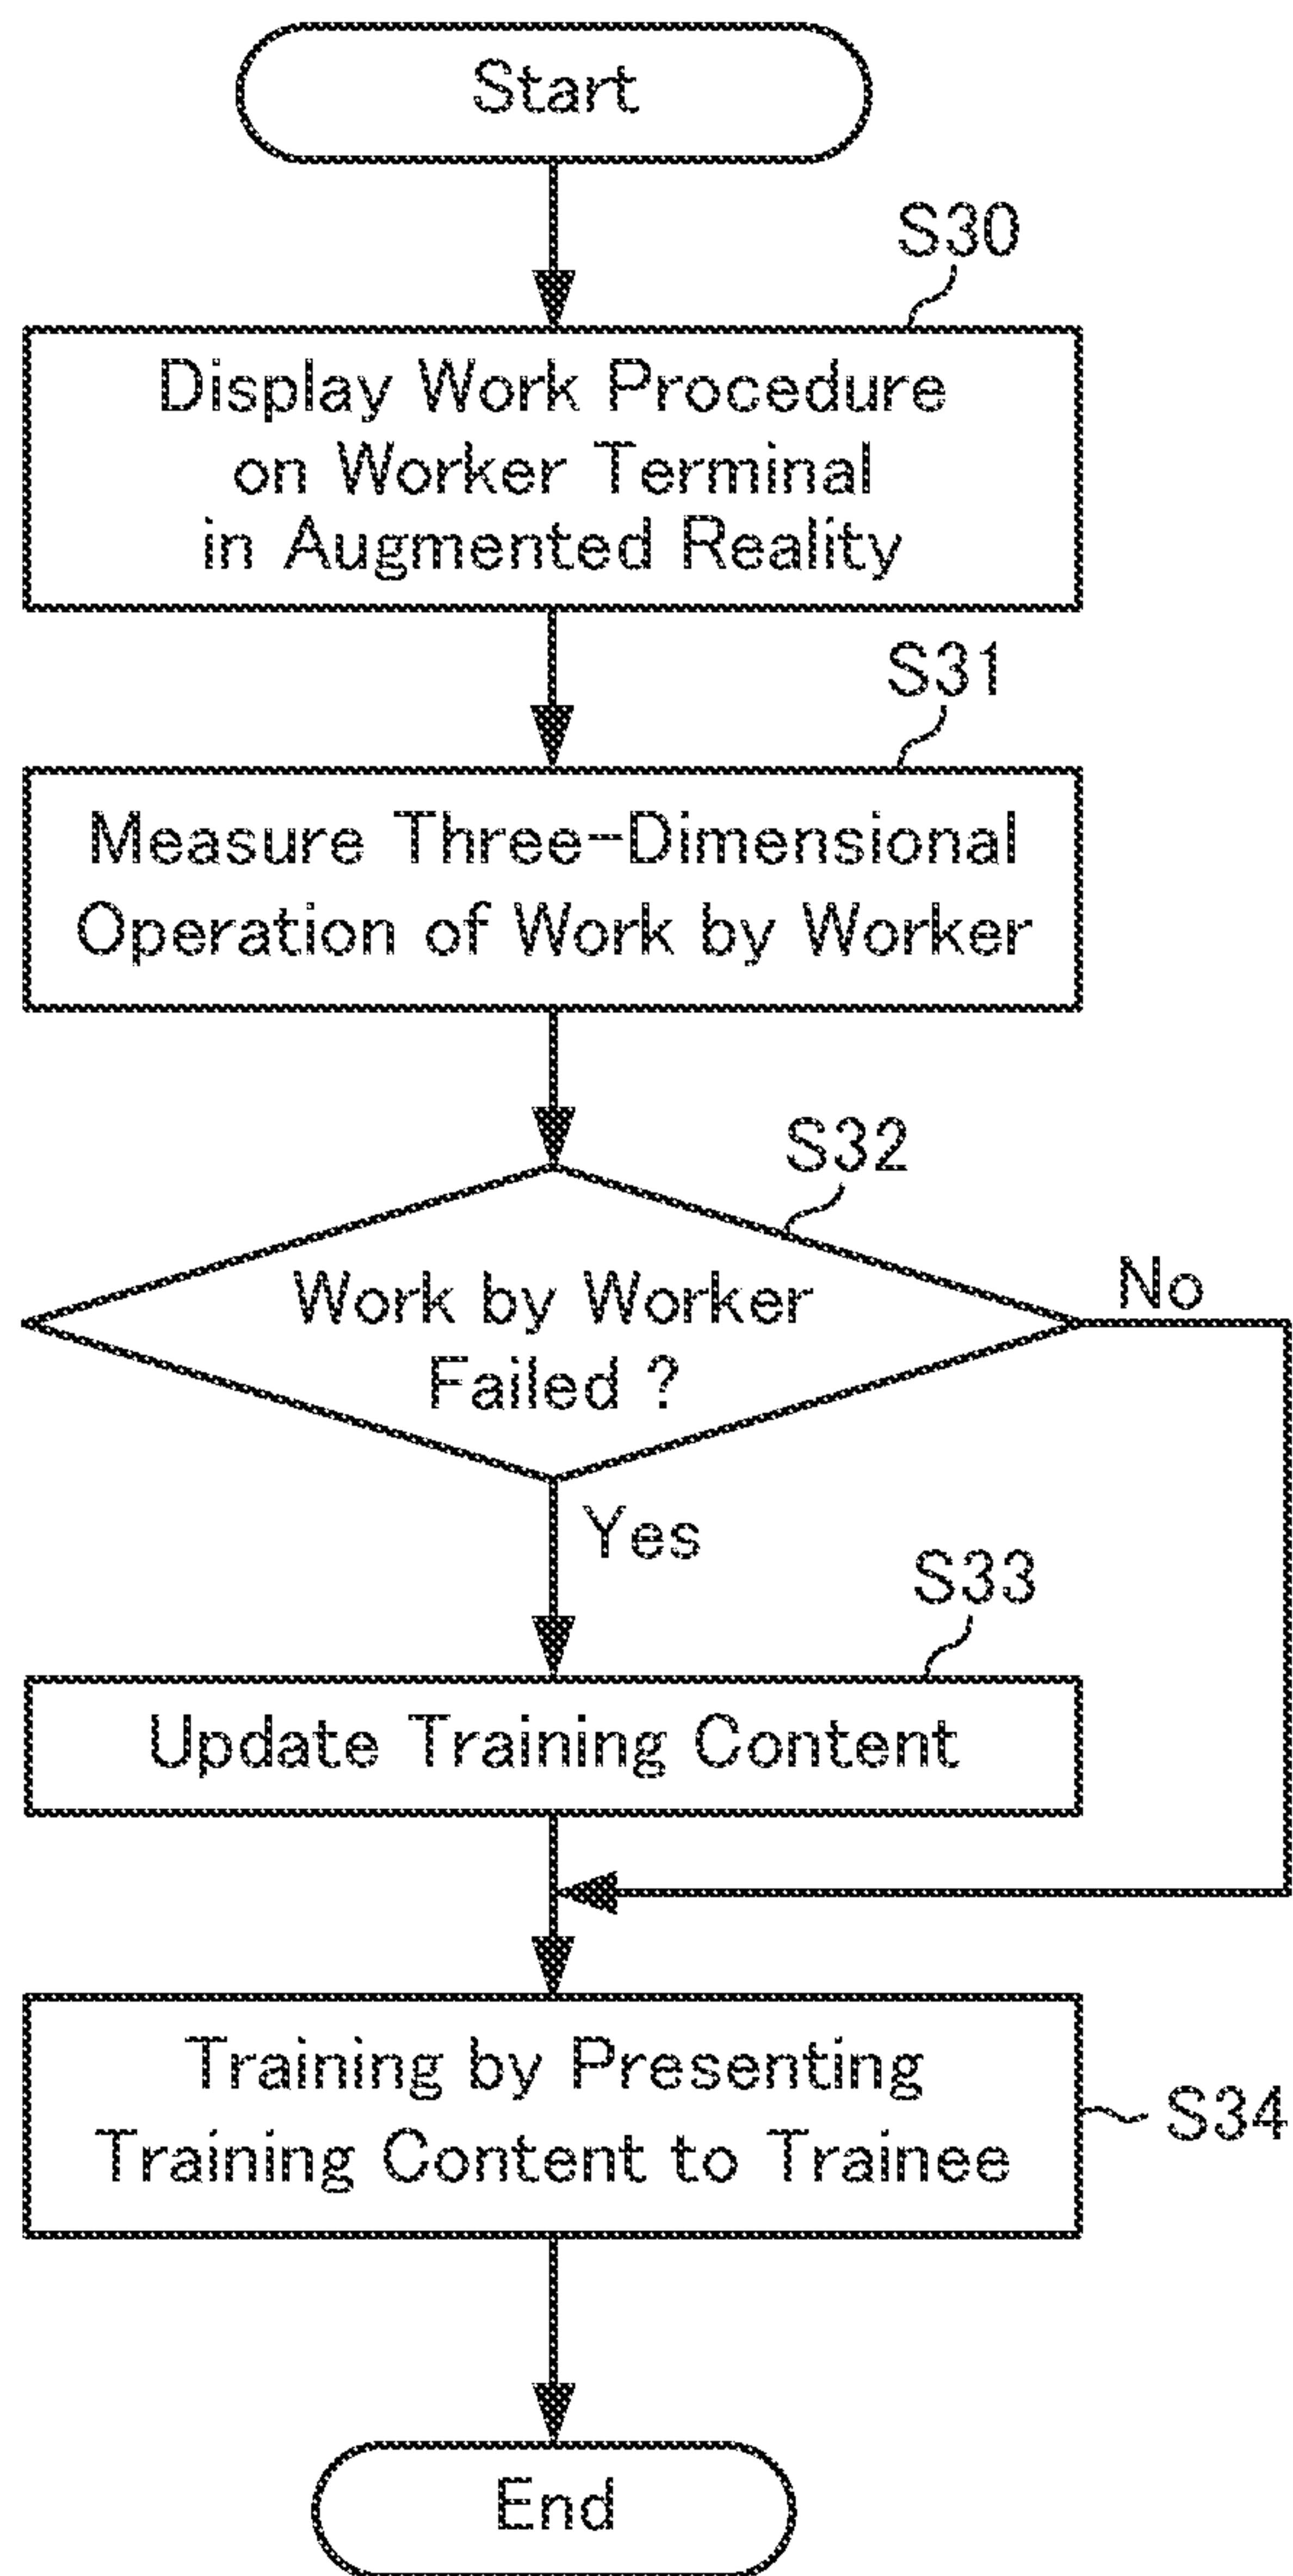 Start
S30
Display Work Procedure
on Worker Terminal
in Augmented Reality
S31
Measure Three-Dimensional
Operation of Work by Worker
S32
Work by Worker
Failed ?
No
Yes
S33
Update Training Content
Training by Presenting
Training Content to Trainee
S34
End